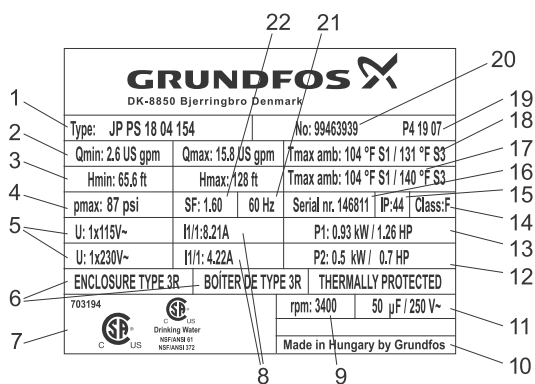 22 21
GRUNDFOS
DK-8850 Bjerringbro Denmark
20
1 Type: JP PS 18 04 154 No: 99463939 P4 19 07 19
2 Qmin: 2.6 US gpm Qmax: 15.8 US gpm Tmax amb: 104 °F S1 / 131 °F S3 18
3 Hmin: 65.6 ft Hmax: 128 ft Tmax amb: 104 °F S1 / 140 °F S3 17
4 pmax: 87 psi SF: 1.60 60 Hz Serial nr. 146811 IP:44 Class:F 16 15 14
5 U: 1x115V~ I1/1:8.21A P1: 0.93 kW / 1.26 HP 13
U: 1x230V~ I1/1: 4.22A P2: 0.5 kW / 0.7 HP 12
6 ENCLOSURE TYPE 3R BOÎTER DE TYPE 3R THERMALLY PROTECTED
703194 rpm: 3400 50 µF / 250 V~ 11
7 SA C US
SA C US
Drinking Water
NSF/ANSI 61
NSF/ANSI 372
Made in Hungary by Grundfos 10
8 9